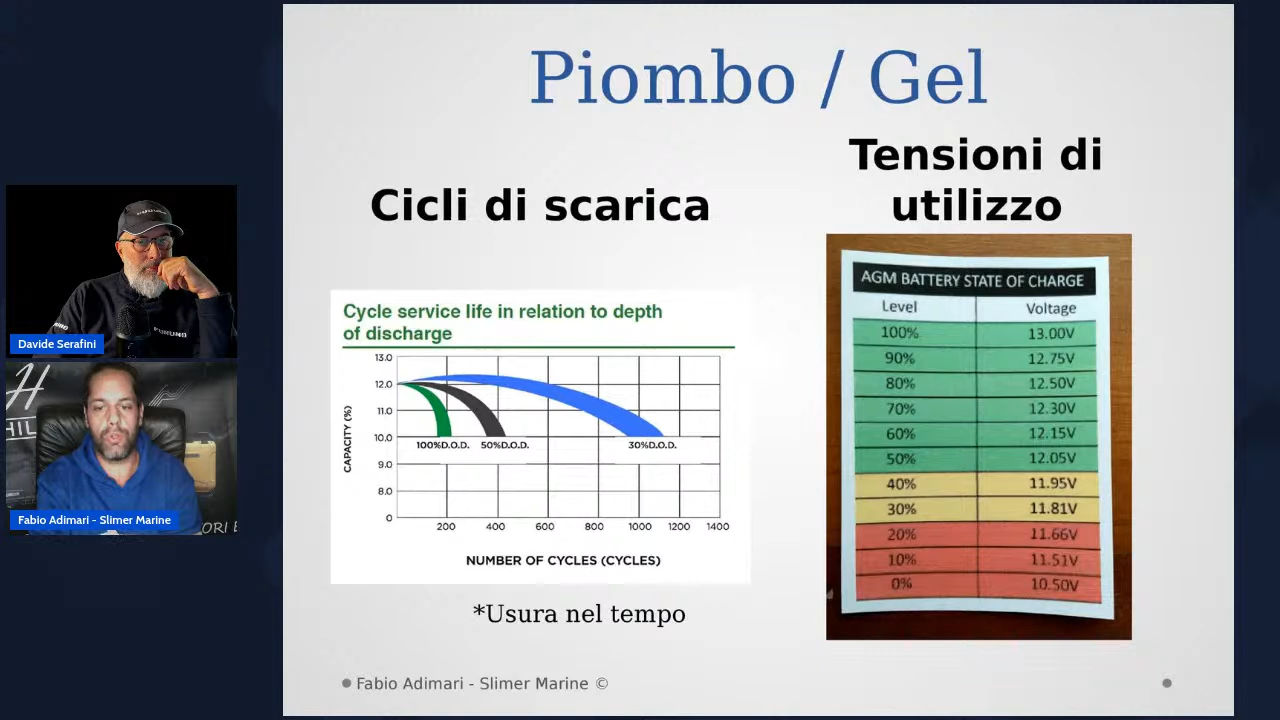 Piombo / Gel
Cicli di scarica
Tensioni di
utilizzo
Cycle service life in relation to depth
of discharge
CAPACITY (%)
13.0
12.0
11.0
10.0
9.0
8.0
0
100%D.O.D. 50%D.O.D. 30%D.O.D.
200 400 600 800 1000 1200 1400
NUMBER OF CYCLES (CYCLES)
*Usura nel tempo
AGM BATTERY STATE OF CHARGE
Level Voltage
100% 13.00V
90% 12.75V
80% 12.50V
70% 12.30V
60% 12.15V
50% 12.05V
40% 11.95V
30% 11.81V
20% 11.66V
10% 11.51V
0% 10.50V
Fabio Adimari - Slimer Marine ©
FURUNO
Davide Serafini
Fabio Adimari - Slimer Marine